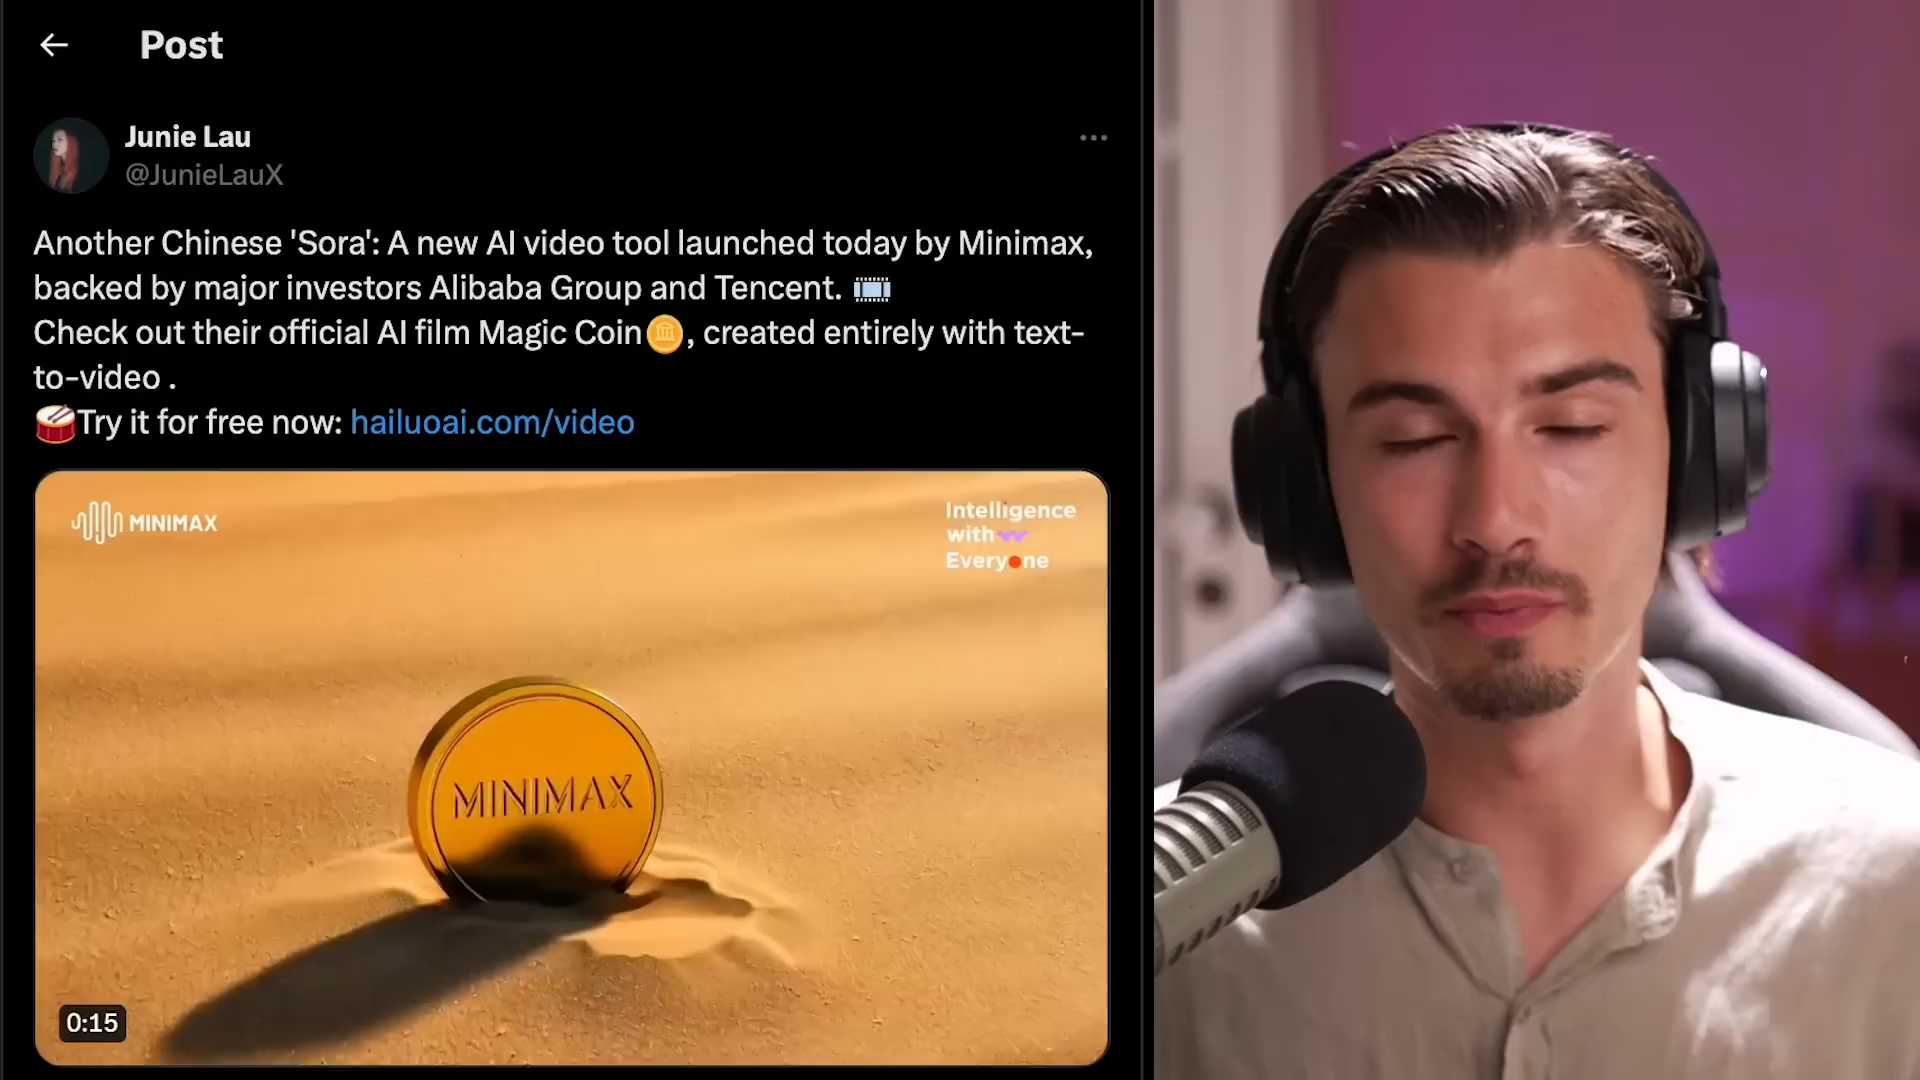 Post
Junie Lau
@JunieLauX
Another Chinese 'Sora': A new AI video tool launched today by Minimax,
backed by major investors Alibaba Group and Tencent. 🎞️
Check out their official AI film Magic Coin🪙, created entirely with text-
to-video .
🥁Try it for free now: hailuoai.com/video
MINIMAX
Intelligence
with
Everyone
MINIMAX
0:15